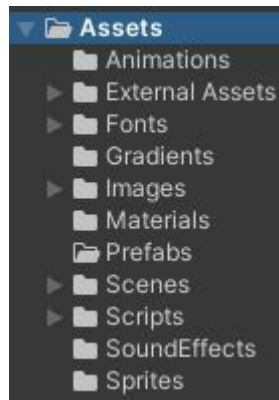 Assets
Animations
External Assets
Fonts
Gradients
Images
Materials
Prefabs
Scenes
Scripts
SoundEffects
Sprites